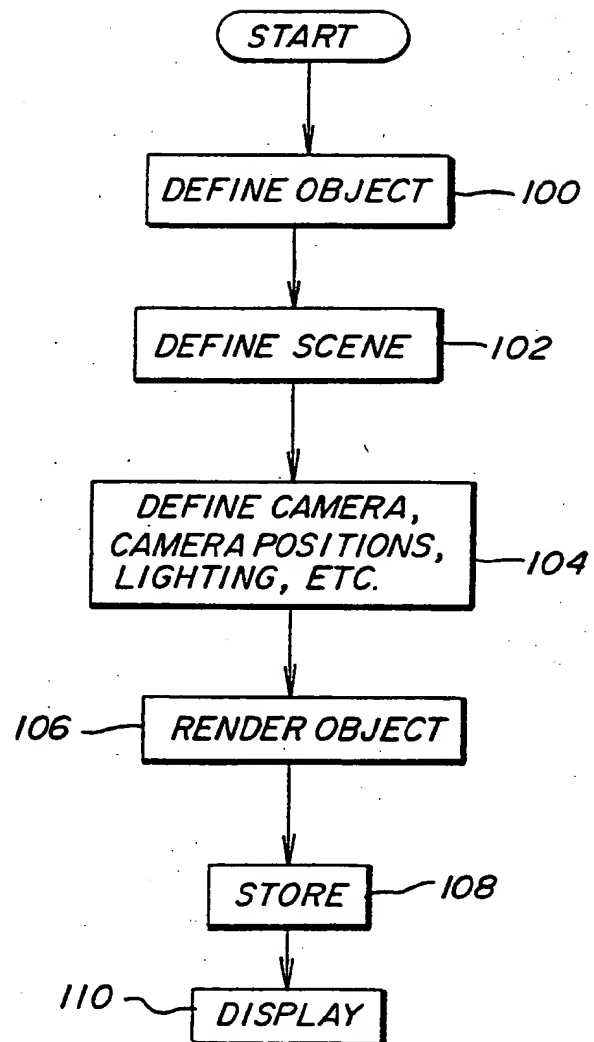 START
DEFINE OBJECT
100
DEFINE SCENE
102
DEFINE CAMERA,
CAMERA POSITIONS,
LIGHTING, ETC.
104
106
RENDER OBJECT
STORE
108
110
DISPLAY